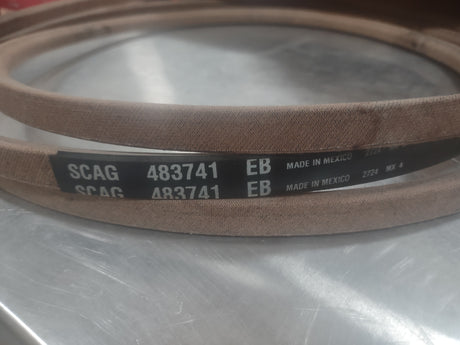 SCAG 483741 EB MADE IN MEXICO
SCAG 483741 EB MADE IN MEXICO 2724 MX 4